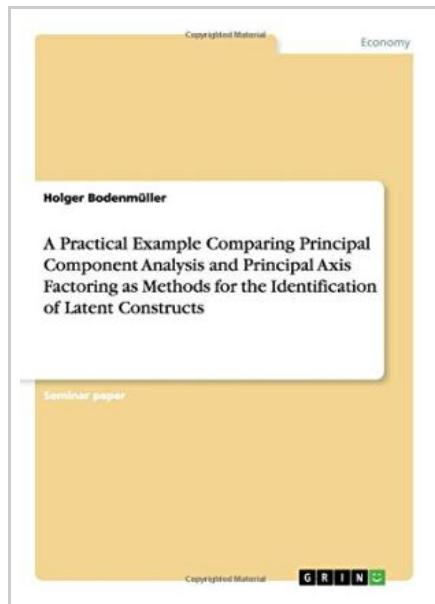 Copyrighted Material
Economy
Holger Bodenmüller
A Practical Example Comparing Principal
Component Analysis and Principal Axis
Factoring as Methods for the Identification
of Latent Constructs
Seminar paper
Copyrighted Material
GRIN